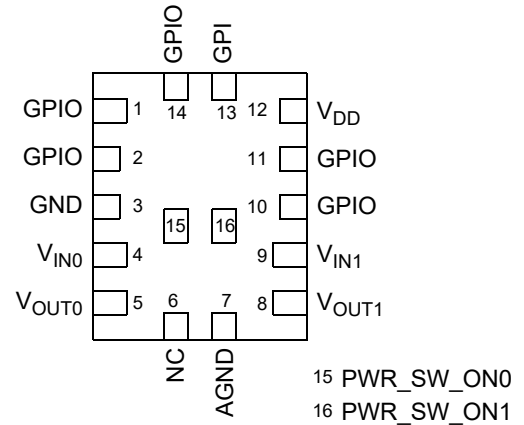 GPIO
GPI
GPIO 1 14 13 12 VDD
GPIO 2 11 GPIO
GND 3 15 16 10 GPIO
VIN0 4 9 VIN1
VOUT0 5 6 7 8 VOUT1
NC
AGND
15 PWR_SW_ON0
16 PWR_SW_ON1